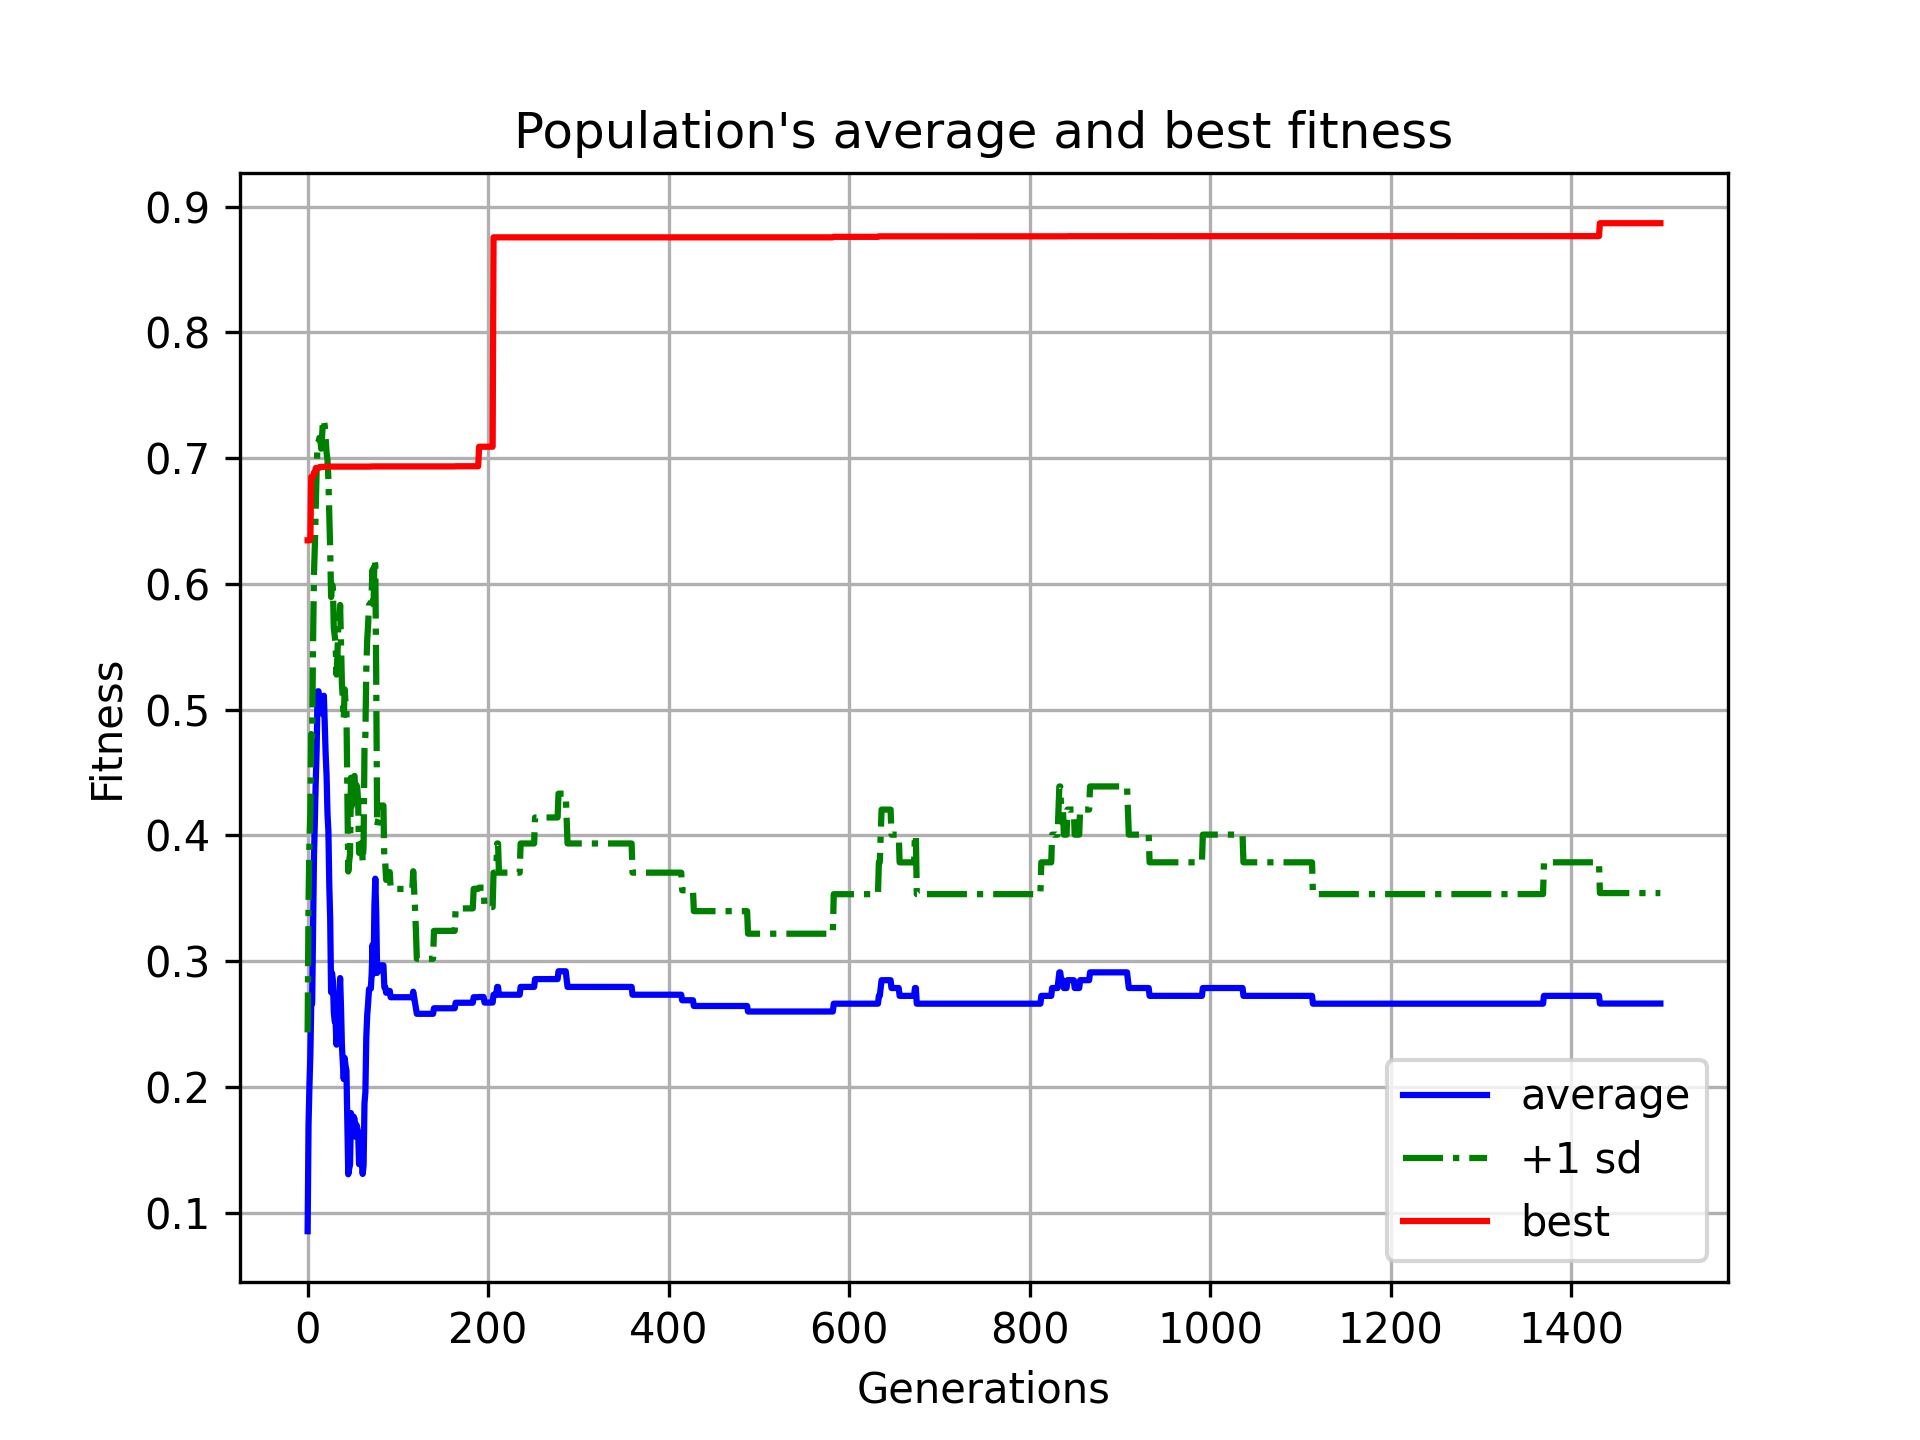 Population's average and best fitness
0.9
0.8
0.7
0.6
0.5
0.4
0.3
0.2
0.1
Fitness
average
+1 sd
best
0 200 400 600 800 1000 1200 1400
Generations